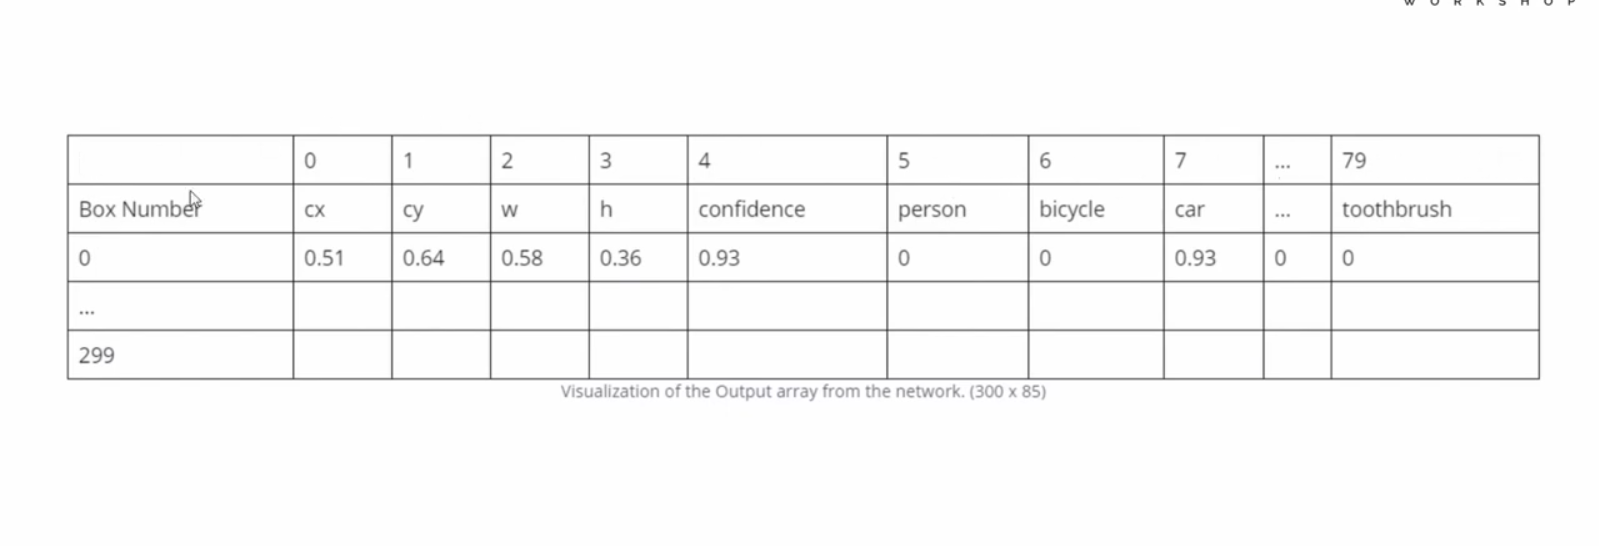 WORKSHOP
0 1 2 3 4 5 6 7 ... 79
Box Number cx cy w h confidence person bicycle car ... toothbrush
0 0.51 0.64 0.58 0.36 0.93 0 0 0.93 0 0
...
299
Visualization of the Output array from the network. (300 x 85)